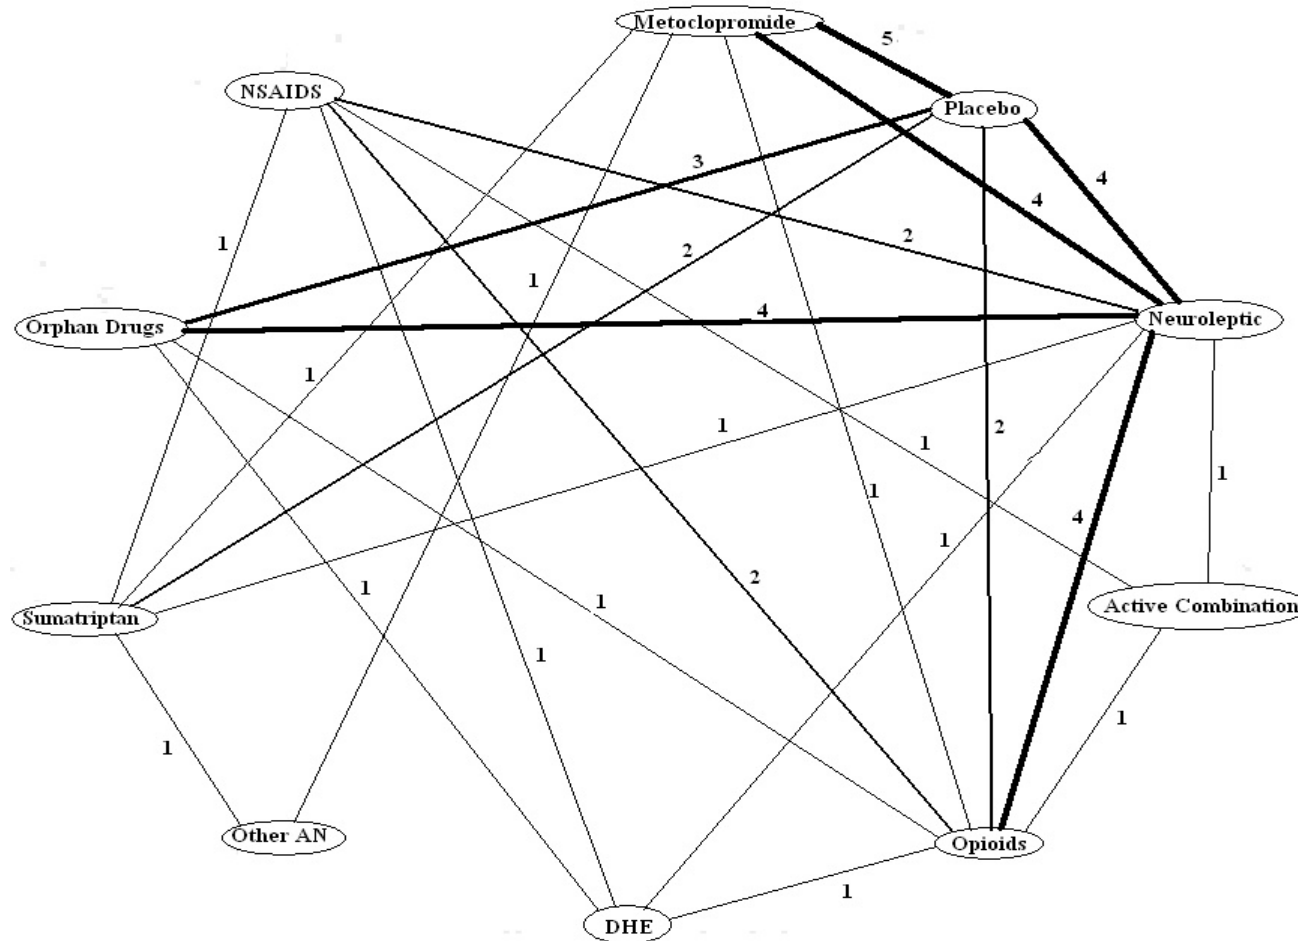 Metoclopromide
5
NSAIDS
Placebo
3
4
4
1
2
2
1
Orphan Drugs
4
Neuroleptic
1
1
1
2
1
1
4
1
1
2
1
Active Combination
Sumatriptan
1
1
1
1
Other AN
Opioids
1
DHE